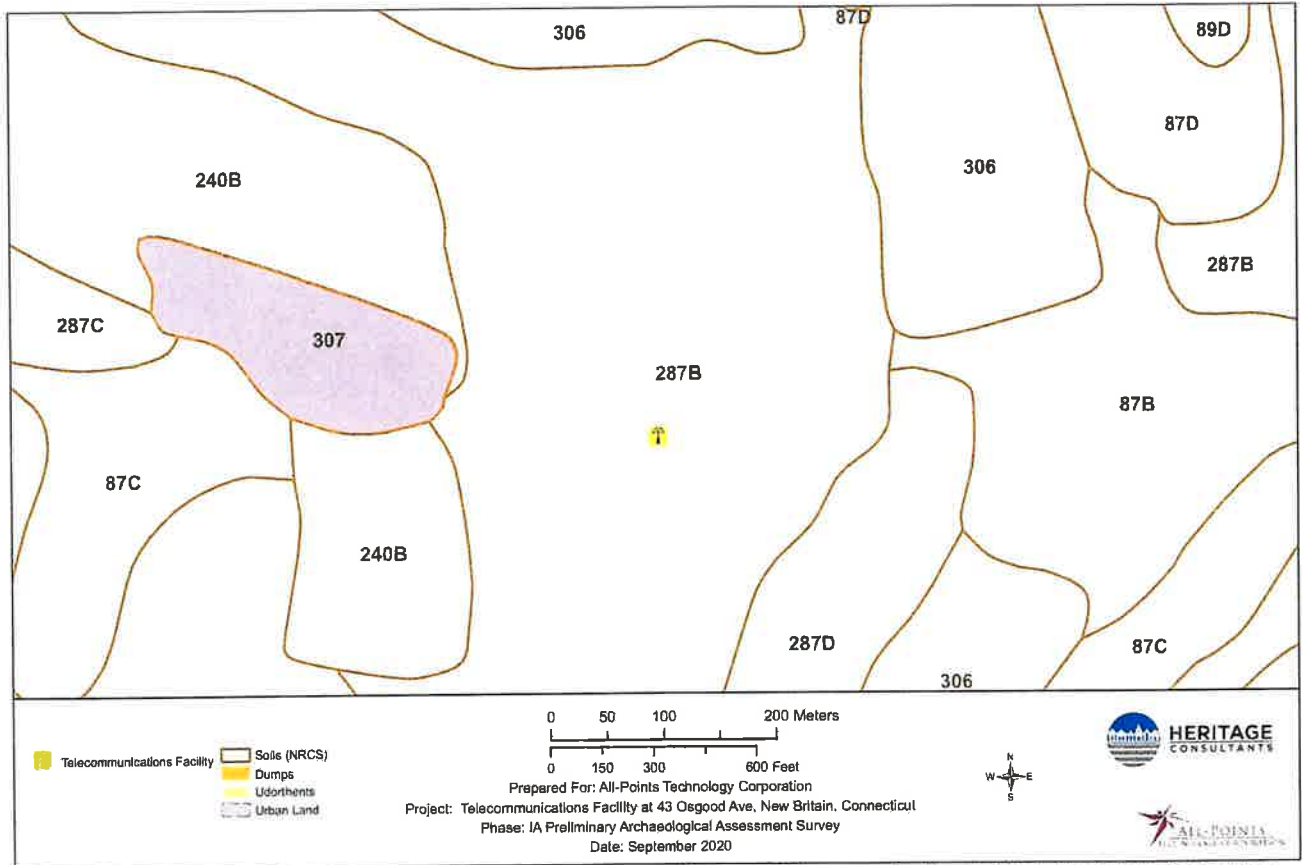 306
87D
89D
87D
240B
306
287B
287C
307
287B
87B
87C
240B
287D
87C
306
0 50 100 200 Meters
0 150 300 600 Feet
Telecommunications Facility
Soils (NRCS)
Dumps
Udorthents
Urban Land
Prepared For: All-Points Technology Corporation
Project: Telecommunications Facility at 43 Osgood Ave, New Britain, Connecticut
Phase: IA Preliminary Archaeological Assessment Survey
Date: September 2020
N
W E
S
HERITAGE
CONSULTANTS
ALL-POINTS